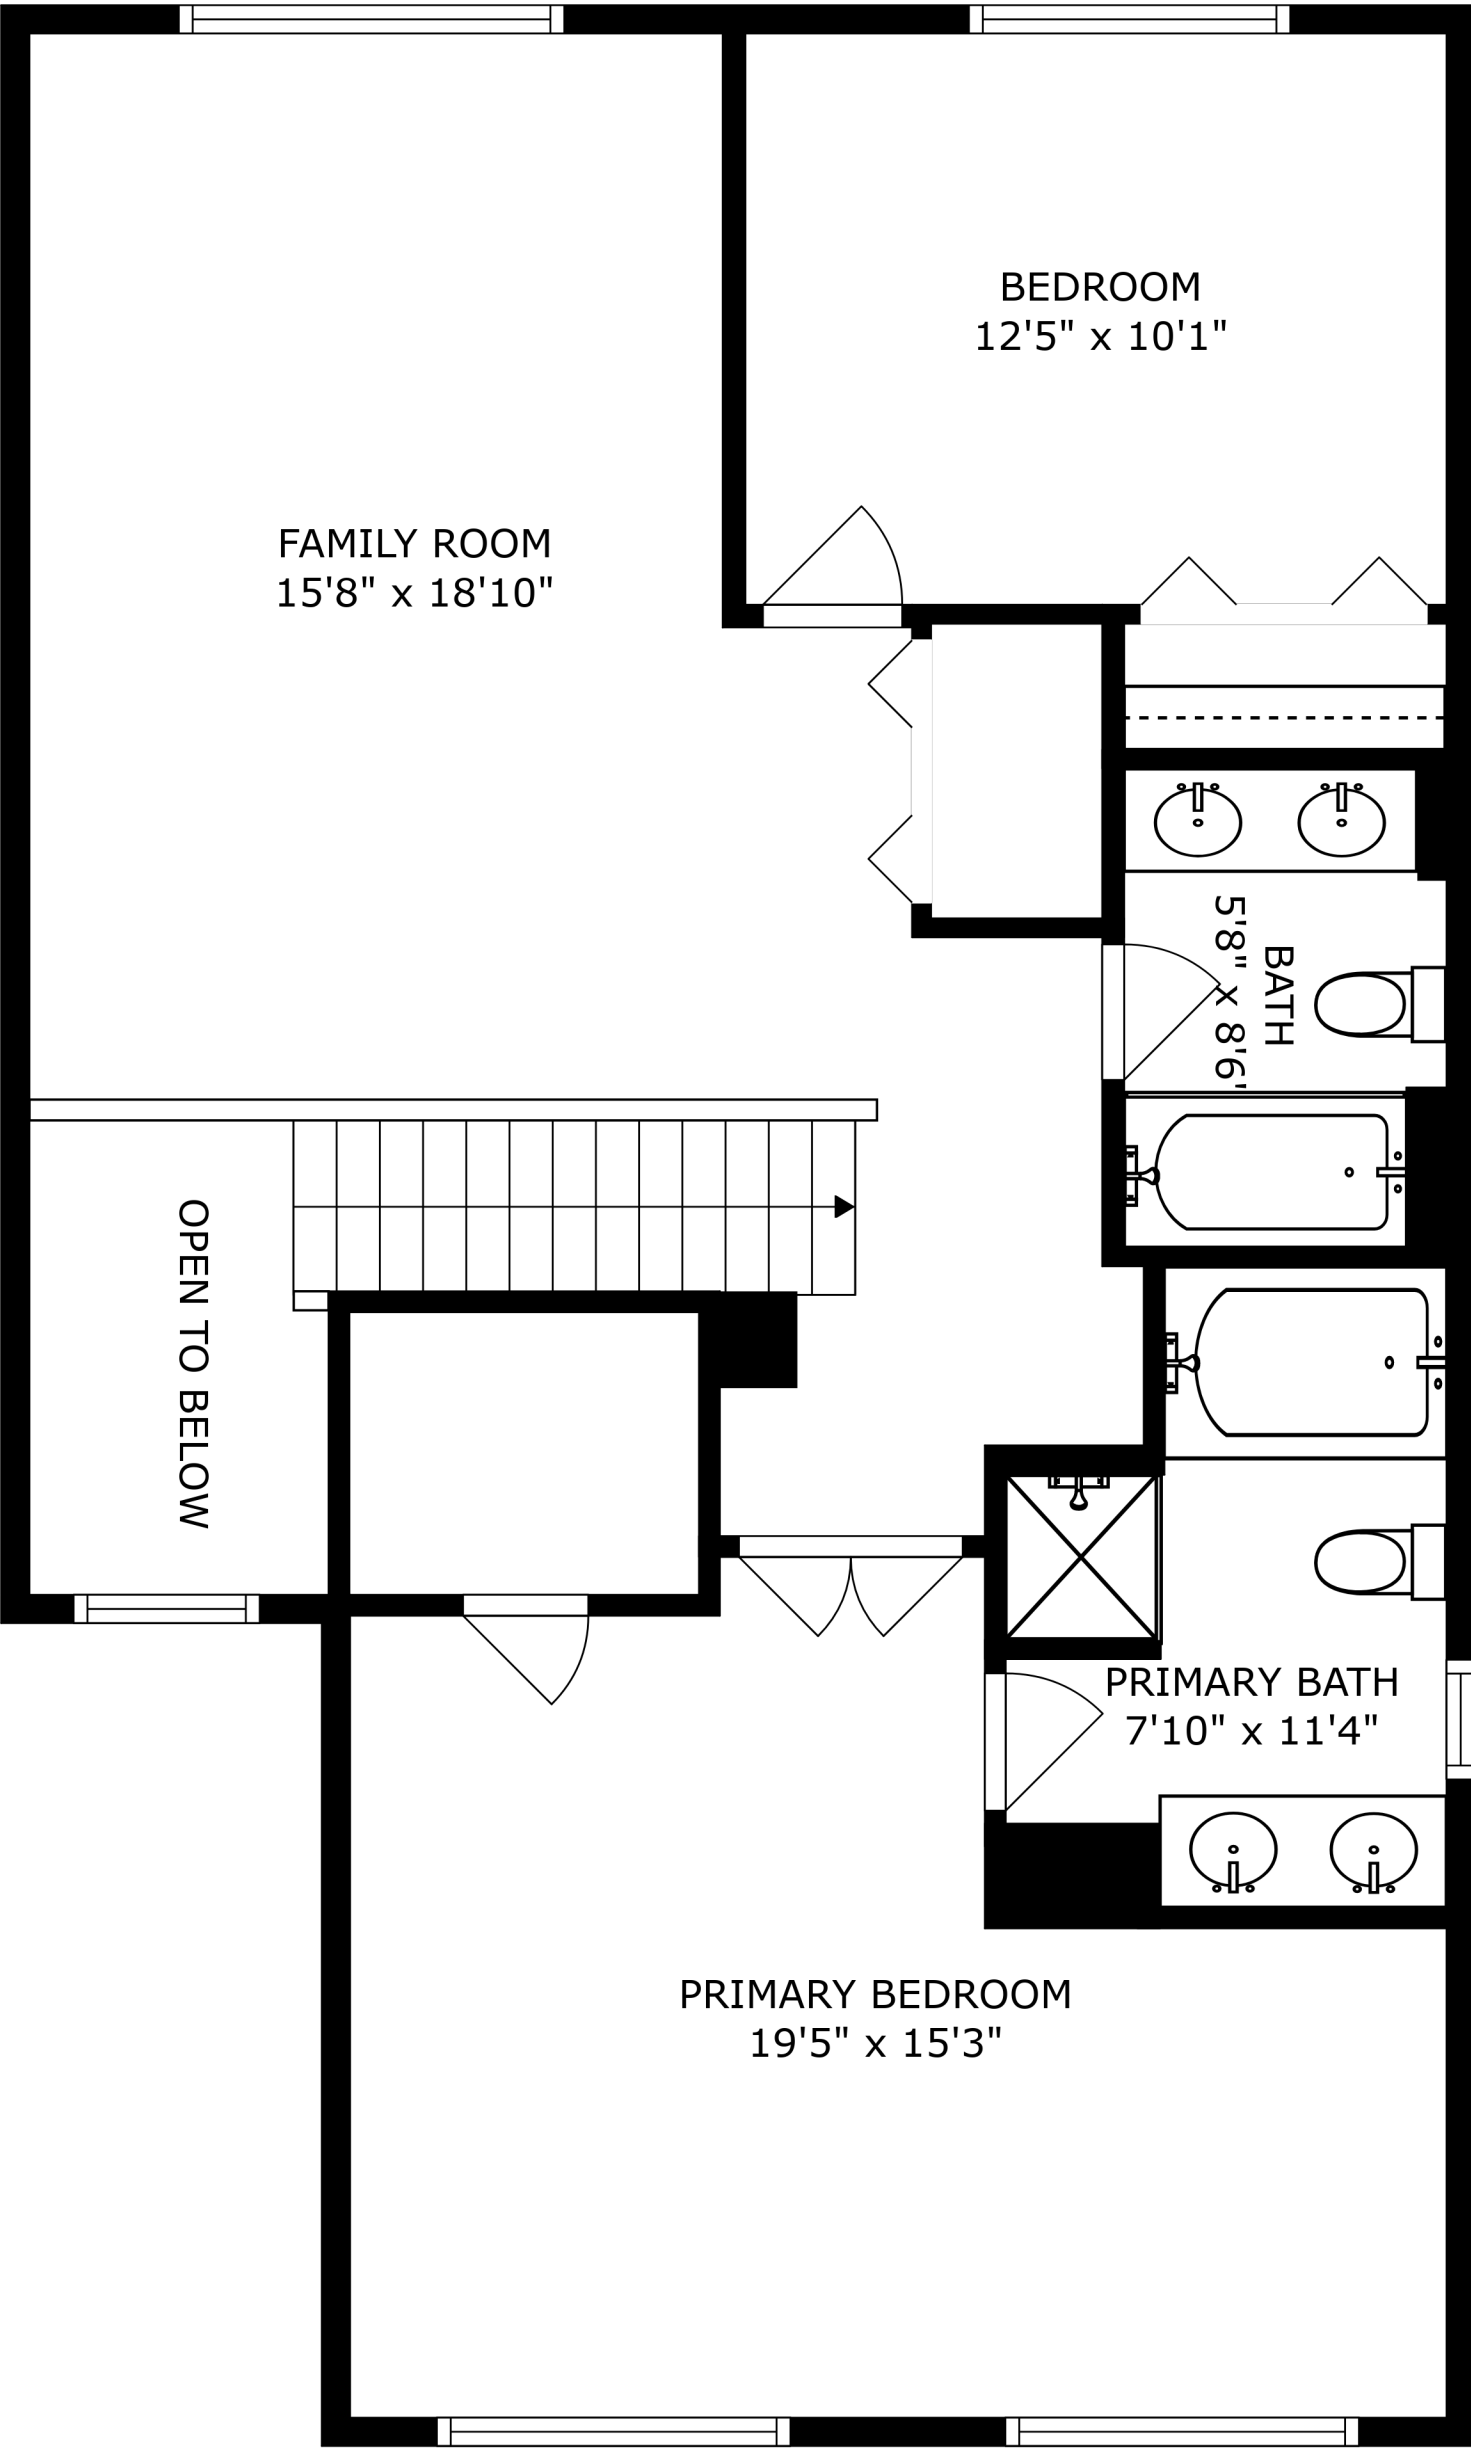 BEDROOM
12'5" x 10'1"
FAMILY ROOM
15'8" x 18'10"
BATH
5'8" x 8'6'
OPEN TO BELOW
PRIMARY BATH
7'10" x 11'4"
PRIMARY BEDROOM
19'5" x 15'3"